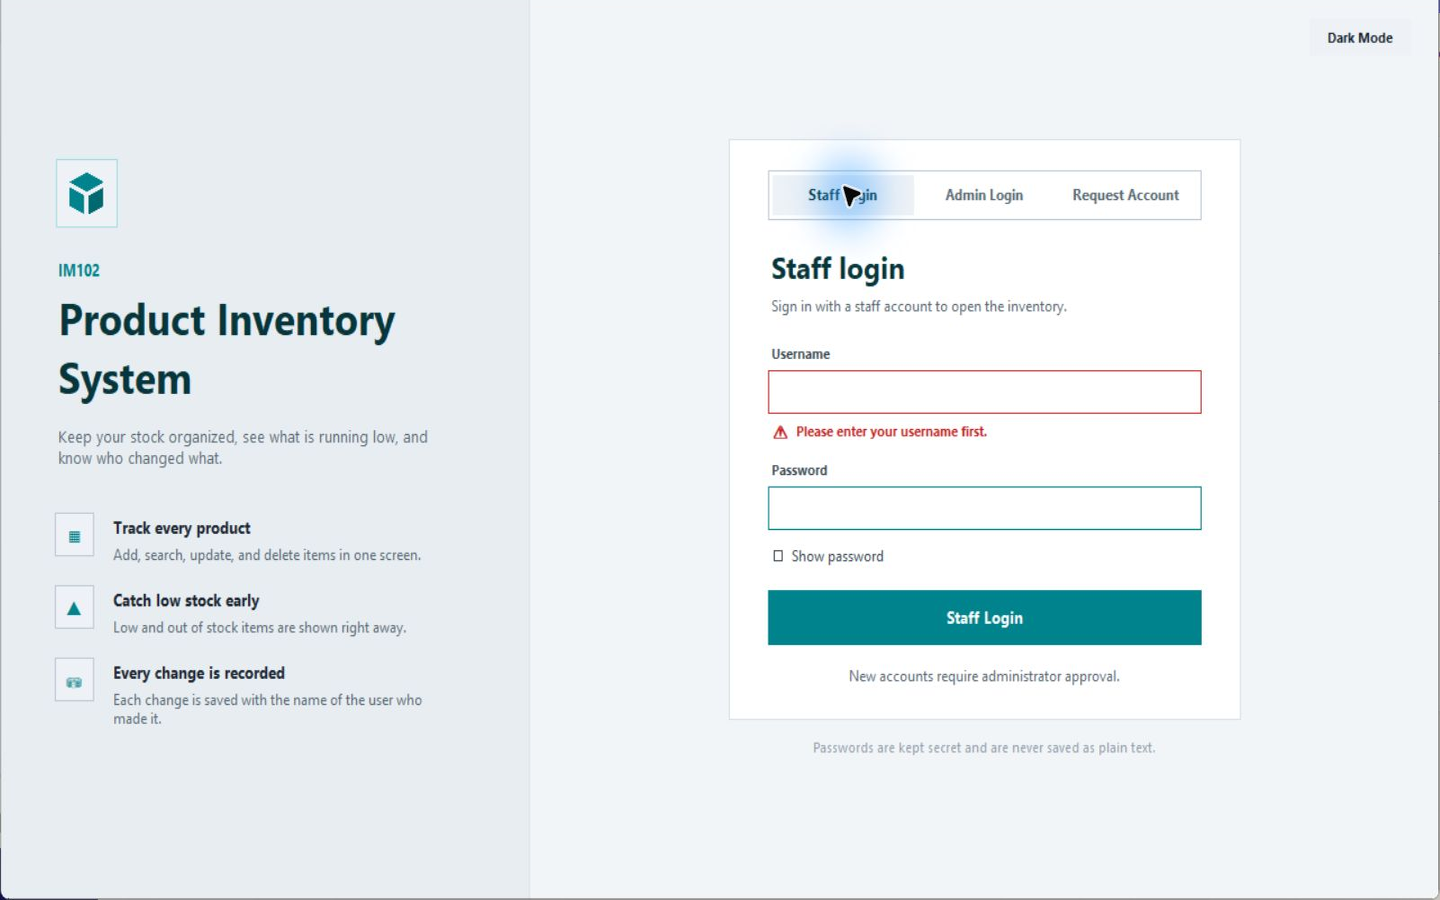 Dark Mode
IM102
Product Inventory
System
Keep your stock organized, see what is running low, and
know who changed what.
Track every product
Add, search, update, and delete items in one screen.
Catch low stock early
Low and out of stock items are shown right away.
Every change is recorded
Each change is saved with the name of the user who
made it.
Staff Login
Admin Login
Request Account
Staff login
Sign in with a staff account to open the inventory.
Username
Please enter your username first.
Password
Show password
Staff Login
New accounts require administrator approval.
Passwords are kept secret and are never saved as plain text.